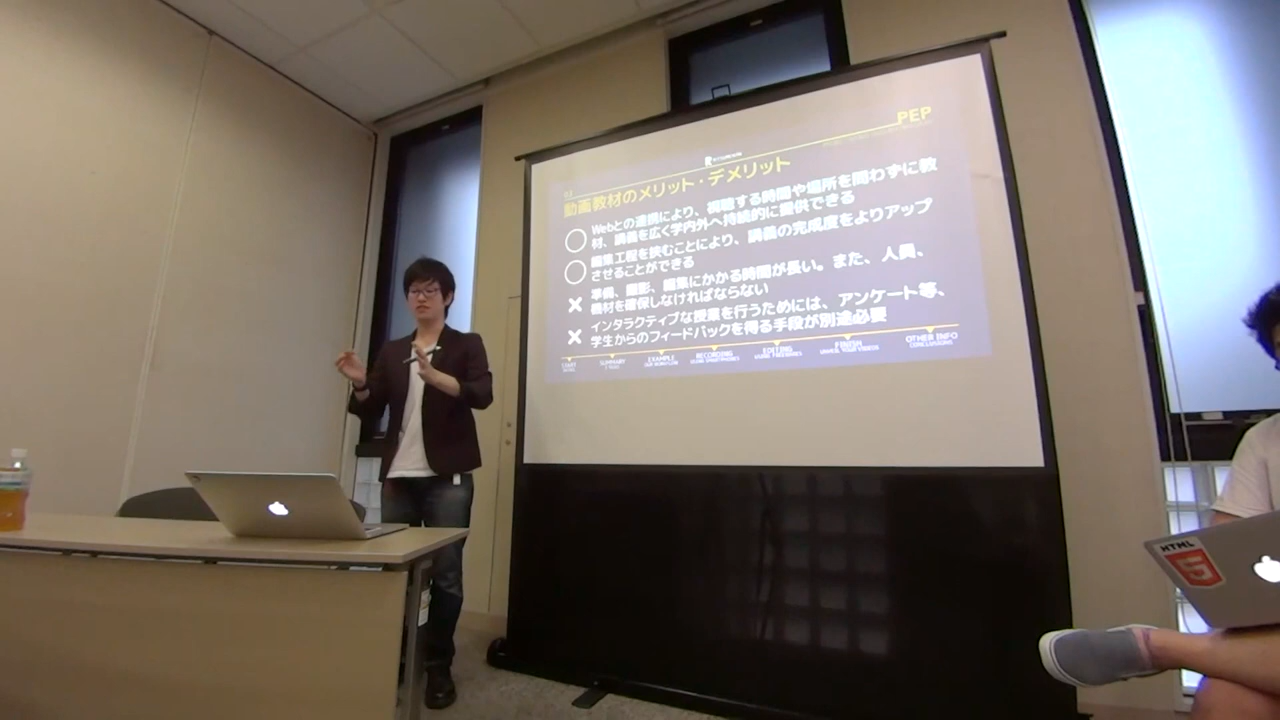 PEP
動画教材のメリット・デメリット
Webとの連携により、視聴する時間や場所を問わずに教
材、講義を広く学内外へ持続的に提供できる
編集工程を挟むことにより、講義の完成度をよりアップ
させることができる
準備、撮影、編集にかかる時間が長い。また、人員、
機材を確保しなければならない
インタラクティブな授業を行うためには、アンケート等、
学生からのフィードバックを得る手段が別途必要
START
SUMMARY
EXAMPLE
RECORDING
EDITING
FINISH
OTHER INFO
CONCLUSIONS
HTML
5